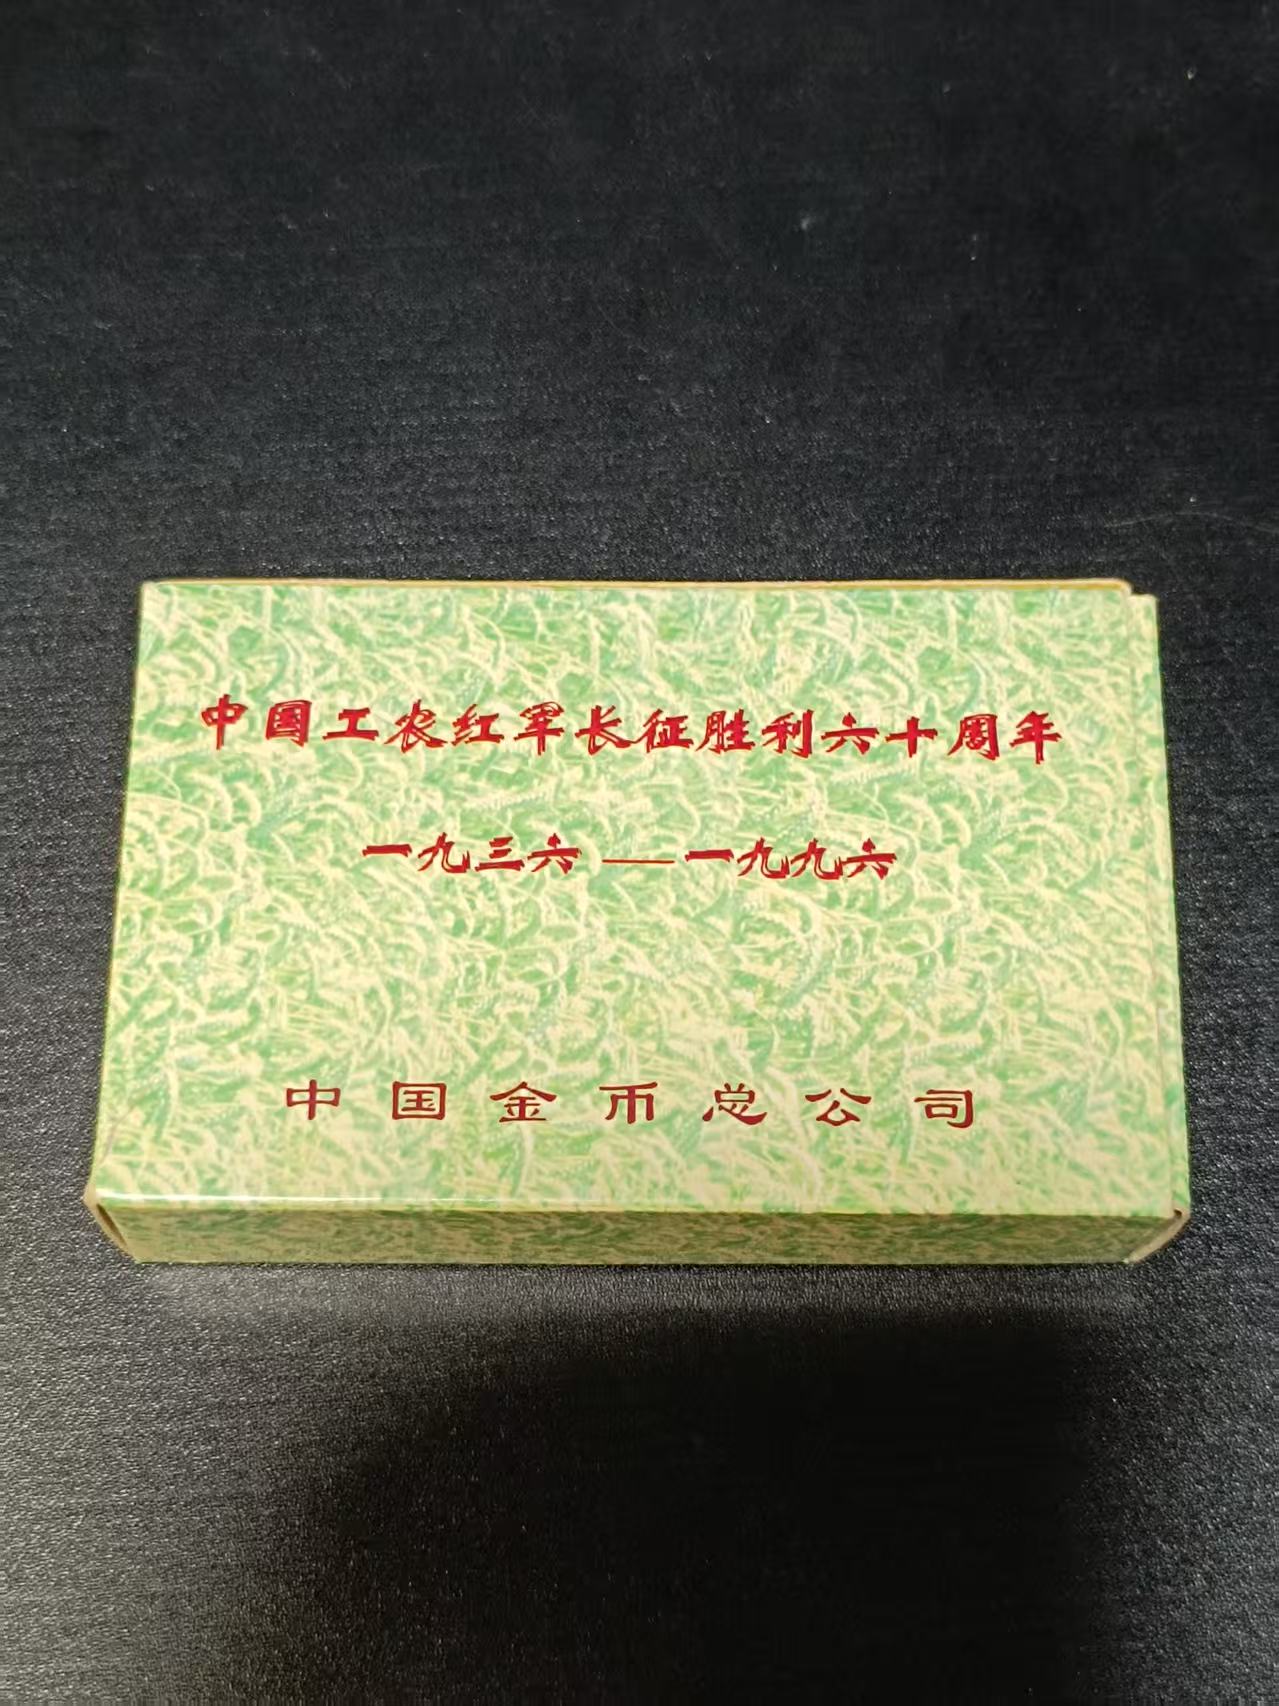 中国工农红军长征胜利六十周年
一九三六——一九九六
中国金币总公司